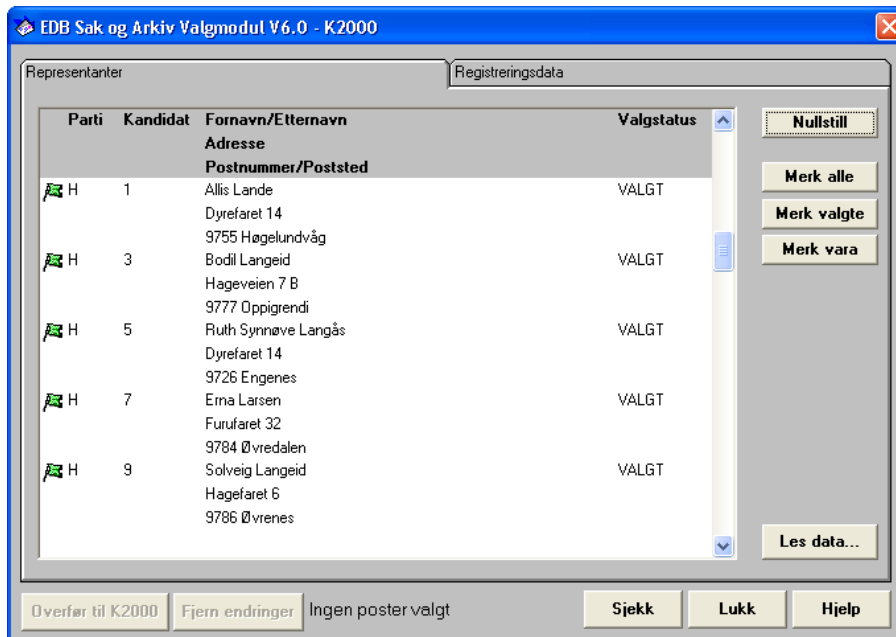 EDB Sak og Arkiv Valgmodul V6.0 - K2000
Representanter Registreringsdata
Parti Kandidat Fornavn/Etternavn Valgstatus
Adresse
Postnummer/Poststed
H 1 Allis Lande VALGT
Dyrefaret 14
9755 Høgelundvåg
H 3 Bodil Langeid VALGT
Hageveien 7 B
9777 Oppigrendi
H 5 Ruth Synnøve Langås VALGT
Dyrefaret 14
9726 Engenes
H 7 Erna Larsen VALGT
Furufaret 32
9784 Øvredalen
H 9 Solveig Langeid VALGT
Hagefaret 6
9786 Øvrenes
Nullstill
Merk alle
Merk valgte
Merk vara
Les data...
Overfør til K2000 Fjern endringer Ingen poster valgt Sjekk Lukk Hjelp